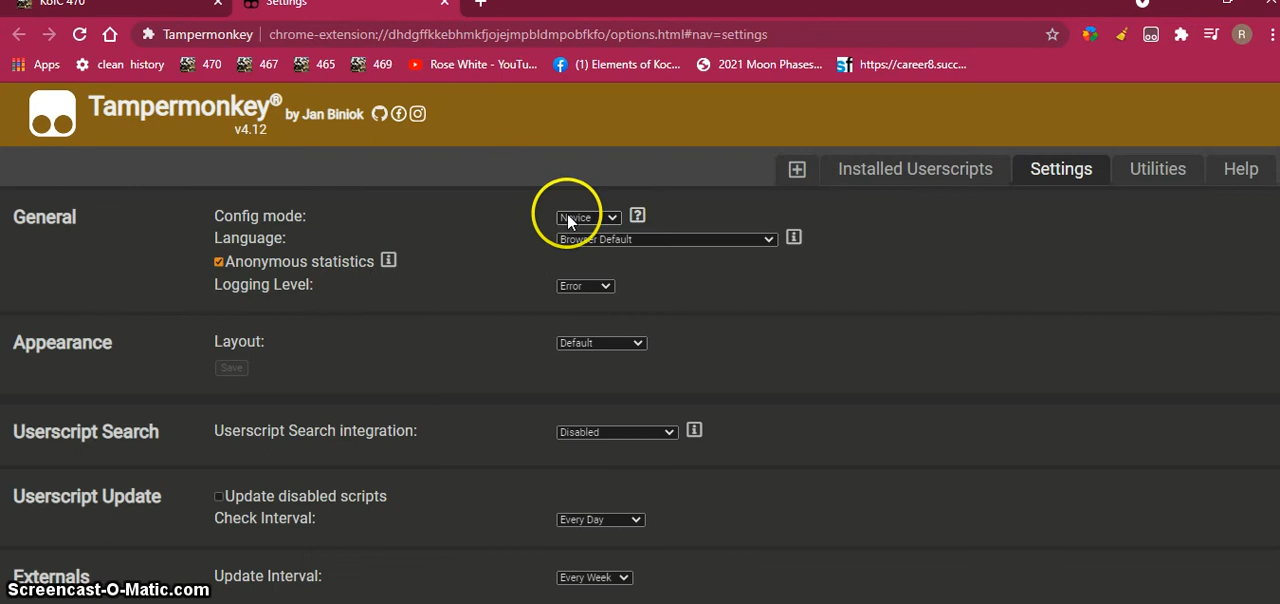 KofC 470
Settings
Tampermonkey chrome-extension://dhdgffkkebhmkfjojejmpbldmpobfkfo/options.html#nav=settings R
Apps clean history 470 467 465 469 Rose White - YouTu... (1) Elements of Koc... 2021 Moon Phases... sf https://career8.succ...
Tampermonkey® by Jan Biniok
v4.12
Installed Userscripts Settings Utilities Help
General Config mode: Novice ?
Language: Browser Default
Anonymous statistics
Logging Level: Error
Appearance Layout: Default
Save
Userscript Search Userscript Search integration: Disabled
Userscript Update Update disabled scripts
Check Interval: Every Day
Externals Update Interval: Every Week
Screencast-O-Matic.com